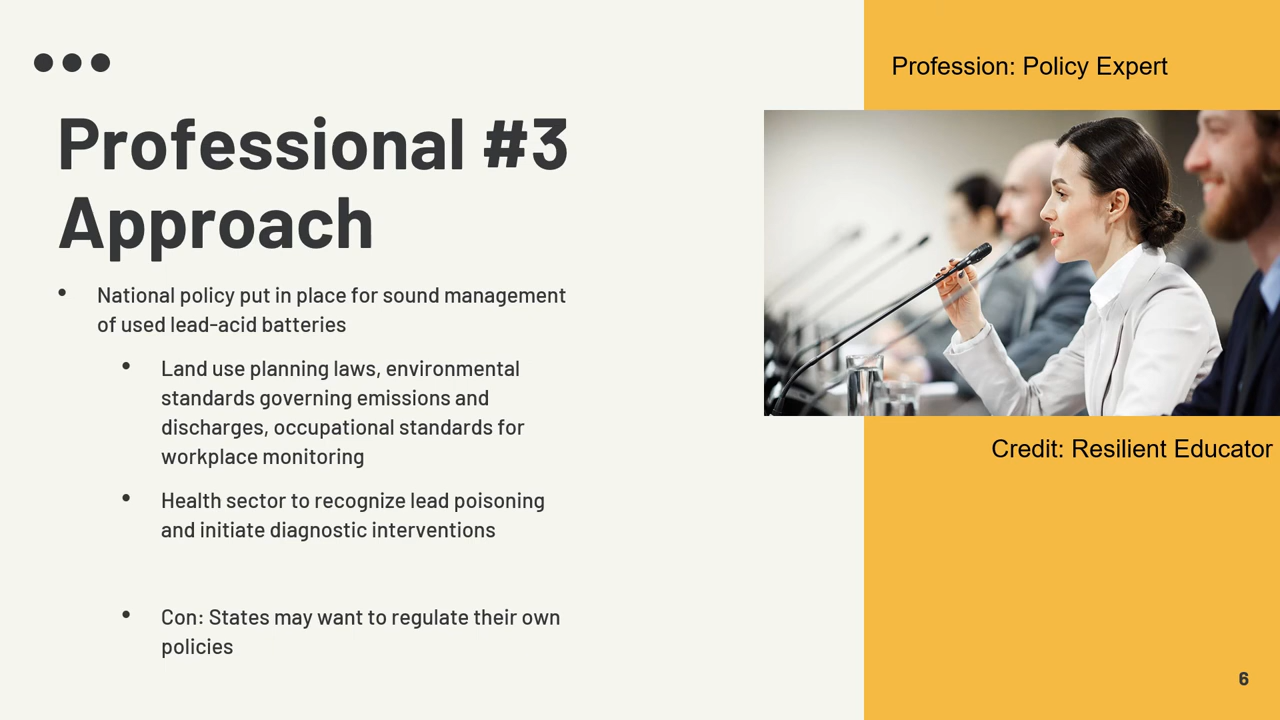 Profession: Policy Expert
Professional #3
Approach
• National policy put in place for sound management
of used lead-acid batteries
• Land use planning laws, environmental
standards governing emissions and
discharges, occupational standards for
workplace monitoring
• Health sector to recognize lead poisoning
and initiate diagnostic interventions
• Con: States may want to regulate their own
policies
Credit: Resilient Educator
6